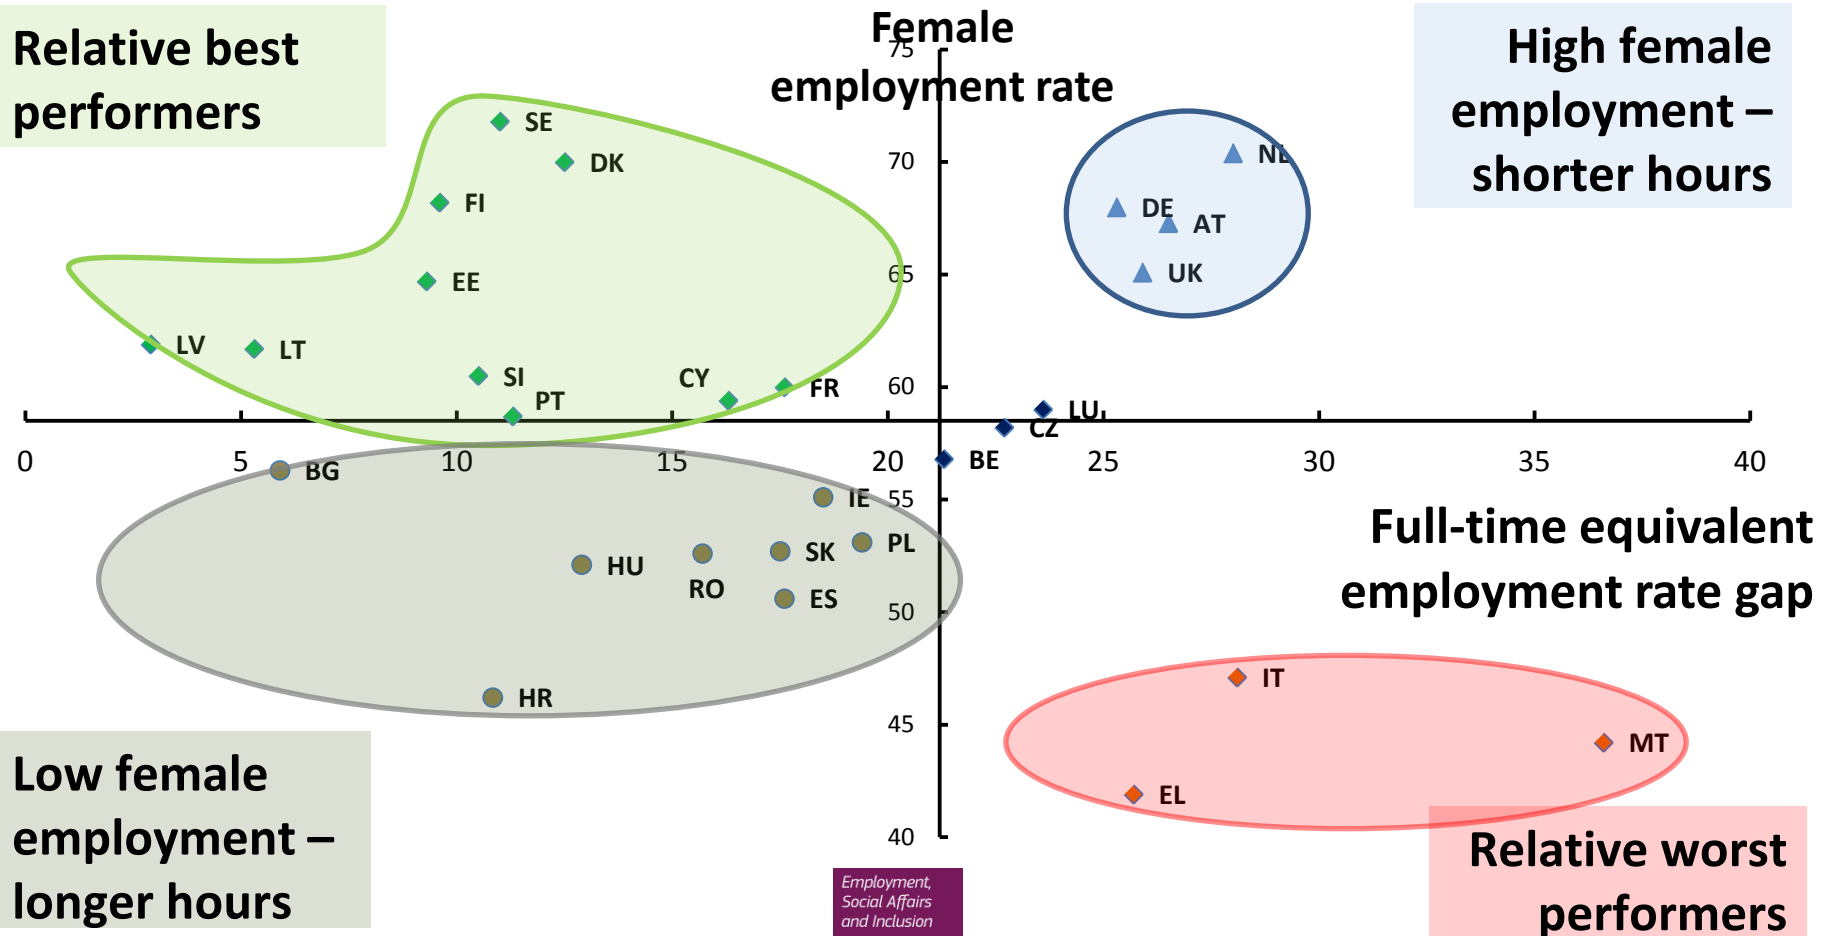 Relative best
performers
Female
employment rate
High female
employment –
shorter hours
75
SE
DK
70
NL
FI
DE
AT
EE
65
UK
LV
LT
SI
CY
FR
60
PT
LU
CZ
0
5
10
15
20
25
30
35
40
BG
BE
IE
55
PL
SK
HU
RO
ES
50
Full-time equivalent
employment rate gap
IT
HR
45
MT
EL
40
Low female
employment –
longer hours
Employment,
Social Affairs
and Inclusion
Relative worst
performers